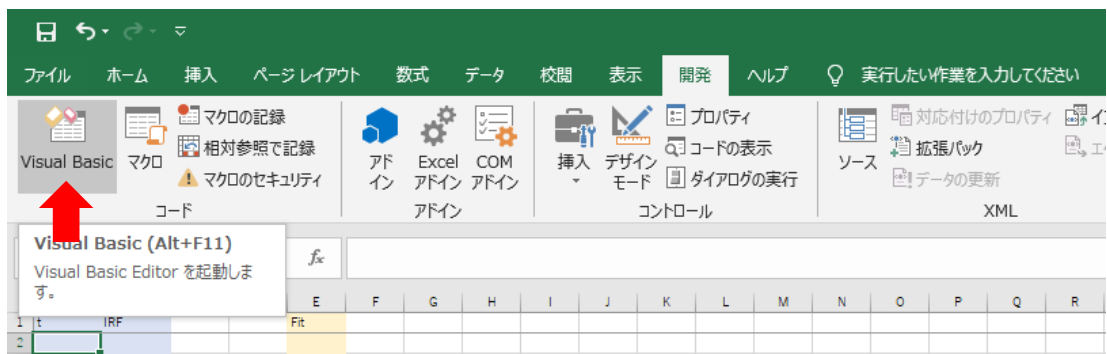 ファイル ホーム 挿入 ページ レイアウト 数式 データ 校閲 表示 開発 ヘルプ 実行したい作業を入力してください
Visual Basic
マクロ
マクロの記録
相対参照で記録
マクロのセキュリティ
コード
アド
イン
Excel
アドイン
COM
アドイン
アドイン
挿入
デザイン
モード
プロパティ
コードの表示
ダイアログの実行
コントロール
ソース
対応付けのプロパティ
拡張パック
データの更新
XML
Visual Basic (Alt+F11)
Visual Basic Editor を起動しま
す。
fx
E F G H I J K L M N O P Q R
1 t IRF Fit
2